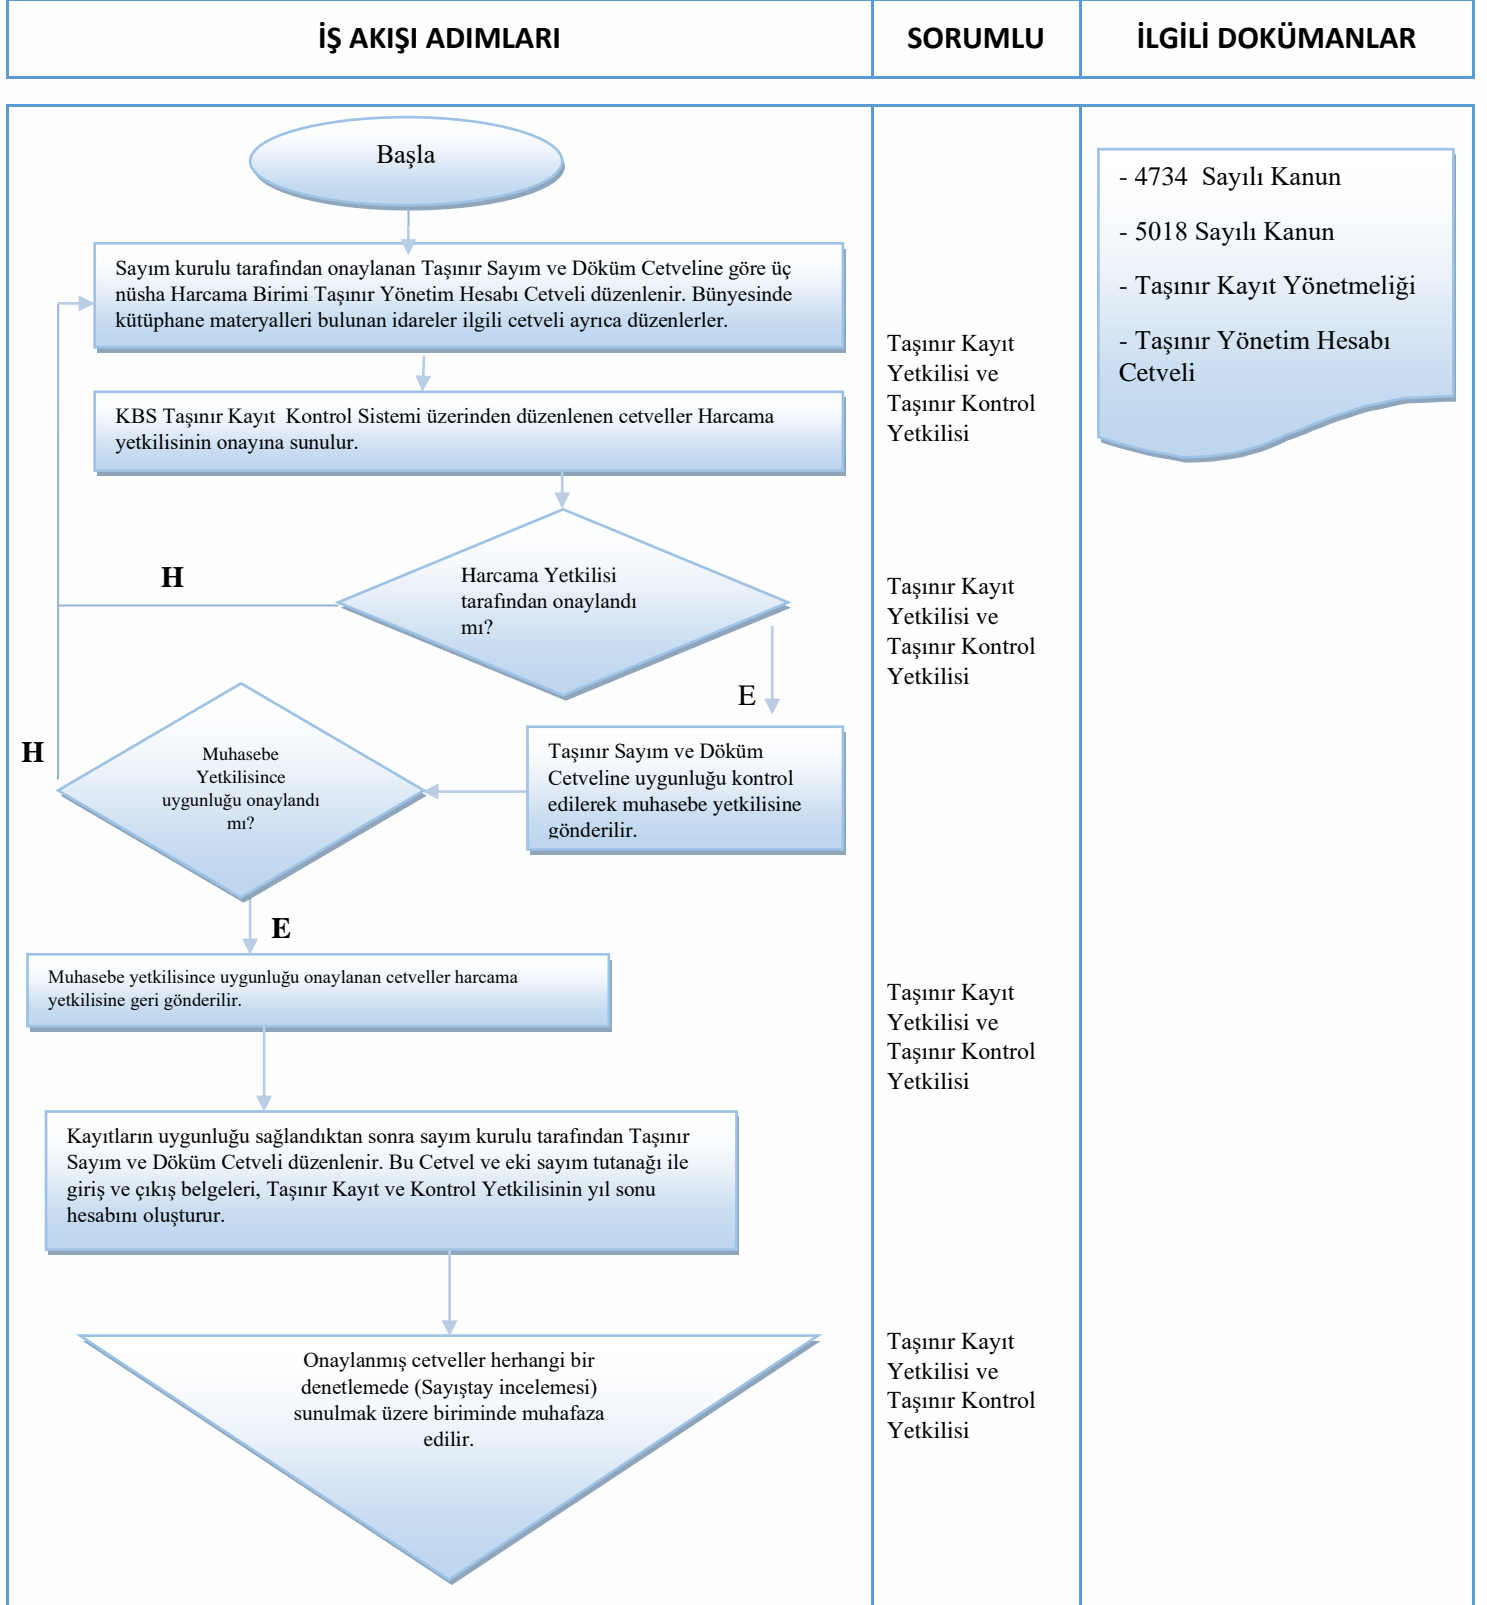 İŞ AKIŞI ADIMLARI
SORUMLU
İLGİLİ DOKÜMANLAR
Başla
Sayım kurulu tarafından onaylanan Taşınır Sayım ve Döküm Cetveline göre üç
nüsha Harcama Birimi Taşınır Yönetim Hesabı Cetveli düzenlenir. Bünyesinde
kütüphane materyalleri bulunan idareler ilgili cetveli ayrıca düzenlerler.
KBS Taşınır Kayıt  Kontrol Sistemi üzerinden düzenlenen cetveller Harcama
yetkilisinin onayına sunulur.
Harcama Yetkilisi
tarafından onaylandı
mı?
H
E
Taşınır Sayım ve Döküm
Cetveline uygunluğu kontrol
edilerek muhasebe yetkilisine
gönderilir.
Muhasebe
Yetkilisince
uygunluğu onaylandı
mı?
H
E
Muhasebe yetkilisince uygunluğu onaylanan cetveller harcama
yetkilisine geri gönderilir.
Kayıtların uygunluğu sağlandıktan sonra sayım kurulu tarafından Taşınır
Sayım ve Döküm Cetveli düzenlenir. Bu Cetvel ve eki sayım tutanağı ile
giriş ve çıkış belgeleri, Taşınır Kayıt ve Kontrol Yetkilisinin yıl sonu
hesabını oluşturur.
Onaylanmış cetveller herhangi bir
denetlemede (Sayıştay incelemesi)
sunulmak üzere biriminde muhafaza
edilir.
Taşınır Kayıt
Yetkilisi ve
Taşınır Kontrol
Yetkilisi
Taşınır Kayıt
Yetkilisi ve
Taşınır Kontrol
Yetkilisi
Taşınır Kayıt
Yetkilisi ve
Taşınır Kontrol
Yetkilisi
Taşınır Kayıt
Yetkilisi ve
Taşınır Kontrol
Yetkilisi
- 4734  Sayılı Kanun
- 5018 Sayılı Kanun
- Taşınır Kayıt Yönetmeliği
- Taşınır Yönetim Hesabı
Cetveli